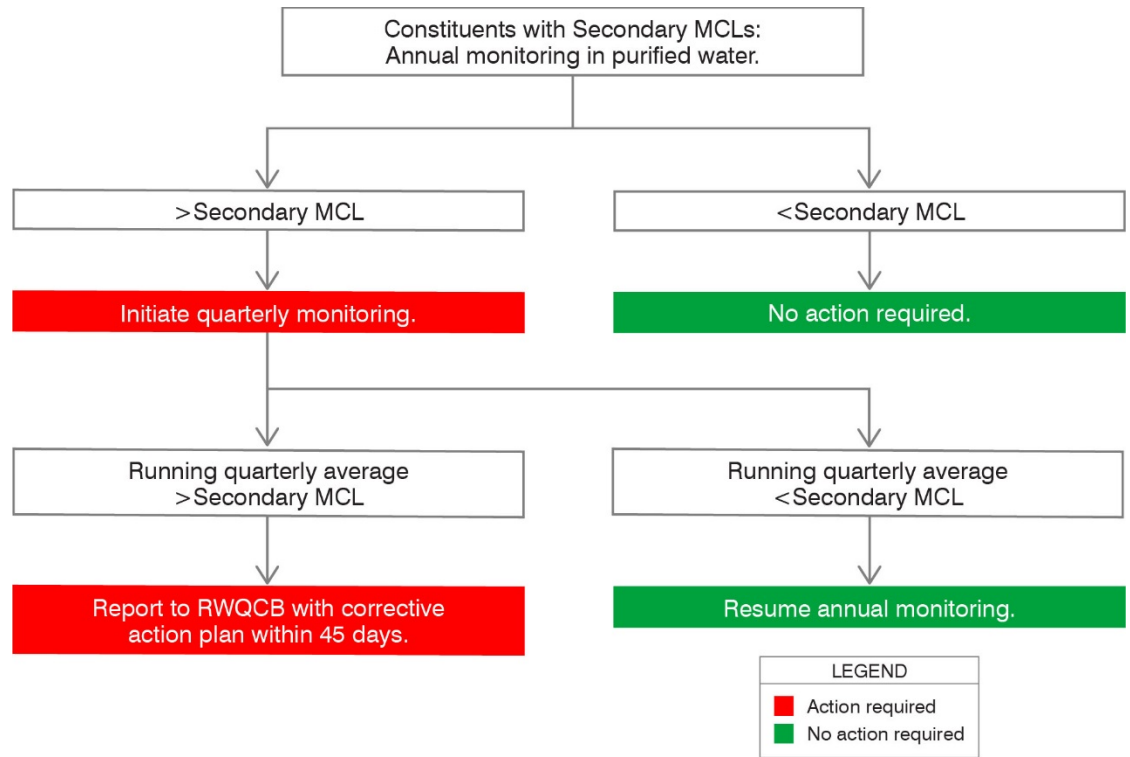 Constituents with Secondary MCLs:
Annual monitoring in purified water.
>Secondary MCL
<Secondary MCL
Initiate quarterly monitoring.
No action required.
Running quarterly average
>Secondary MCL
Running quarterly average
<Secondary MCL
Report to RWQCB with corrective
action plan within 45 days.
Resume annual monitoring.
LEGEND
Action required
No action required